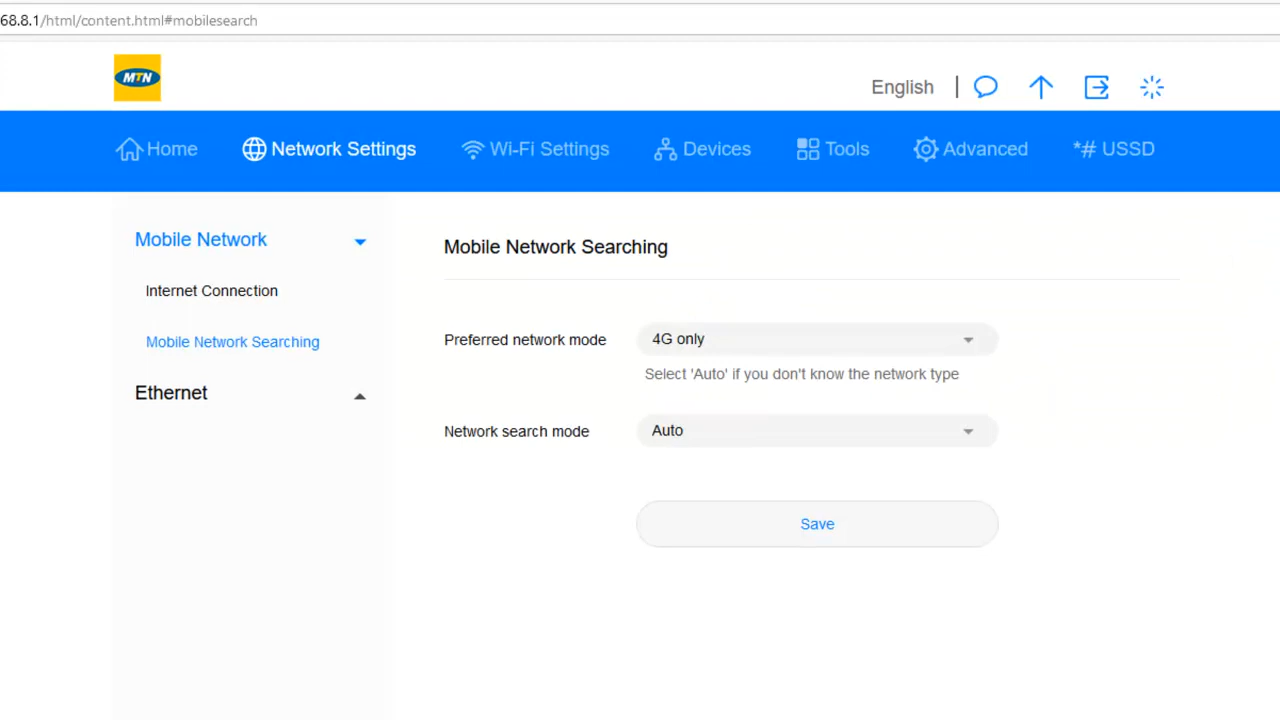 68.8.1/html/content.html#mobilesearch
MTN
English |
Home Network Settings Wi-Fi Settings Devices Tools Advanced *# USSD
Mobile Network
Internet Connection
Mobile Network Searching
Ethernet
Mobile Network Searching
Preferred network mode 4G only
Select 'Auto' if you don't know the network type
Network search mode Auto
Save